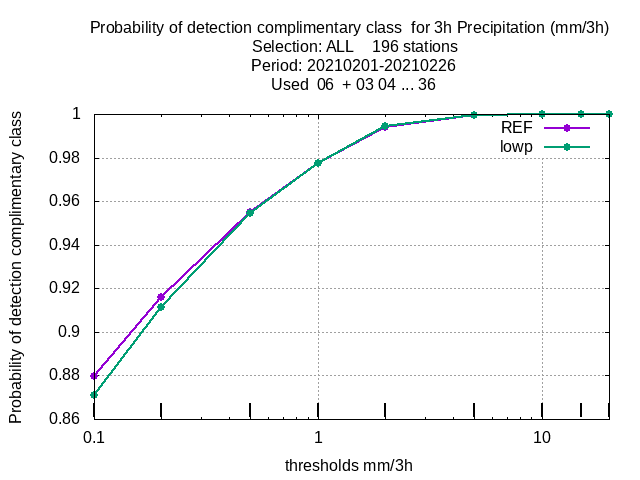 Probability of detection complimentary class  for 3h Precipitation (mm/3h)
Selection: ALL    196 stations
Period: 20210201-20210226
Used  06  + 03 04 ... 36
Probability of detection complimentary class
1
0.98
0.96
0.94
0.92
0.9
0.88
0.86
REF
lowp
0.1
1
10
thresholds mm/3h